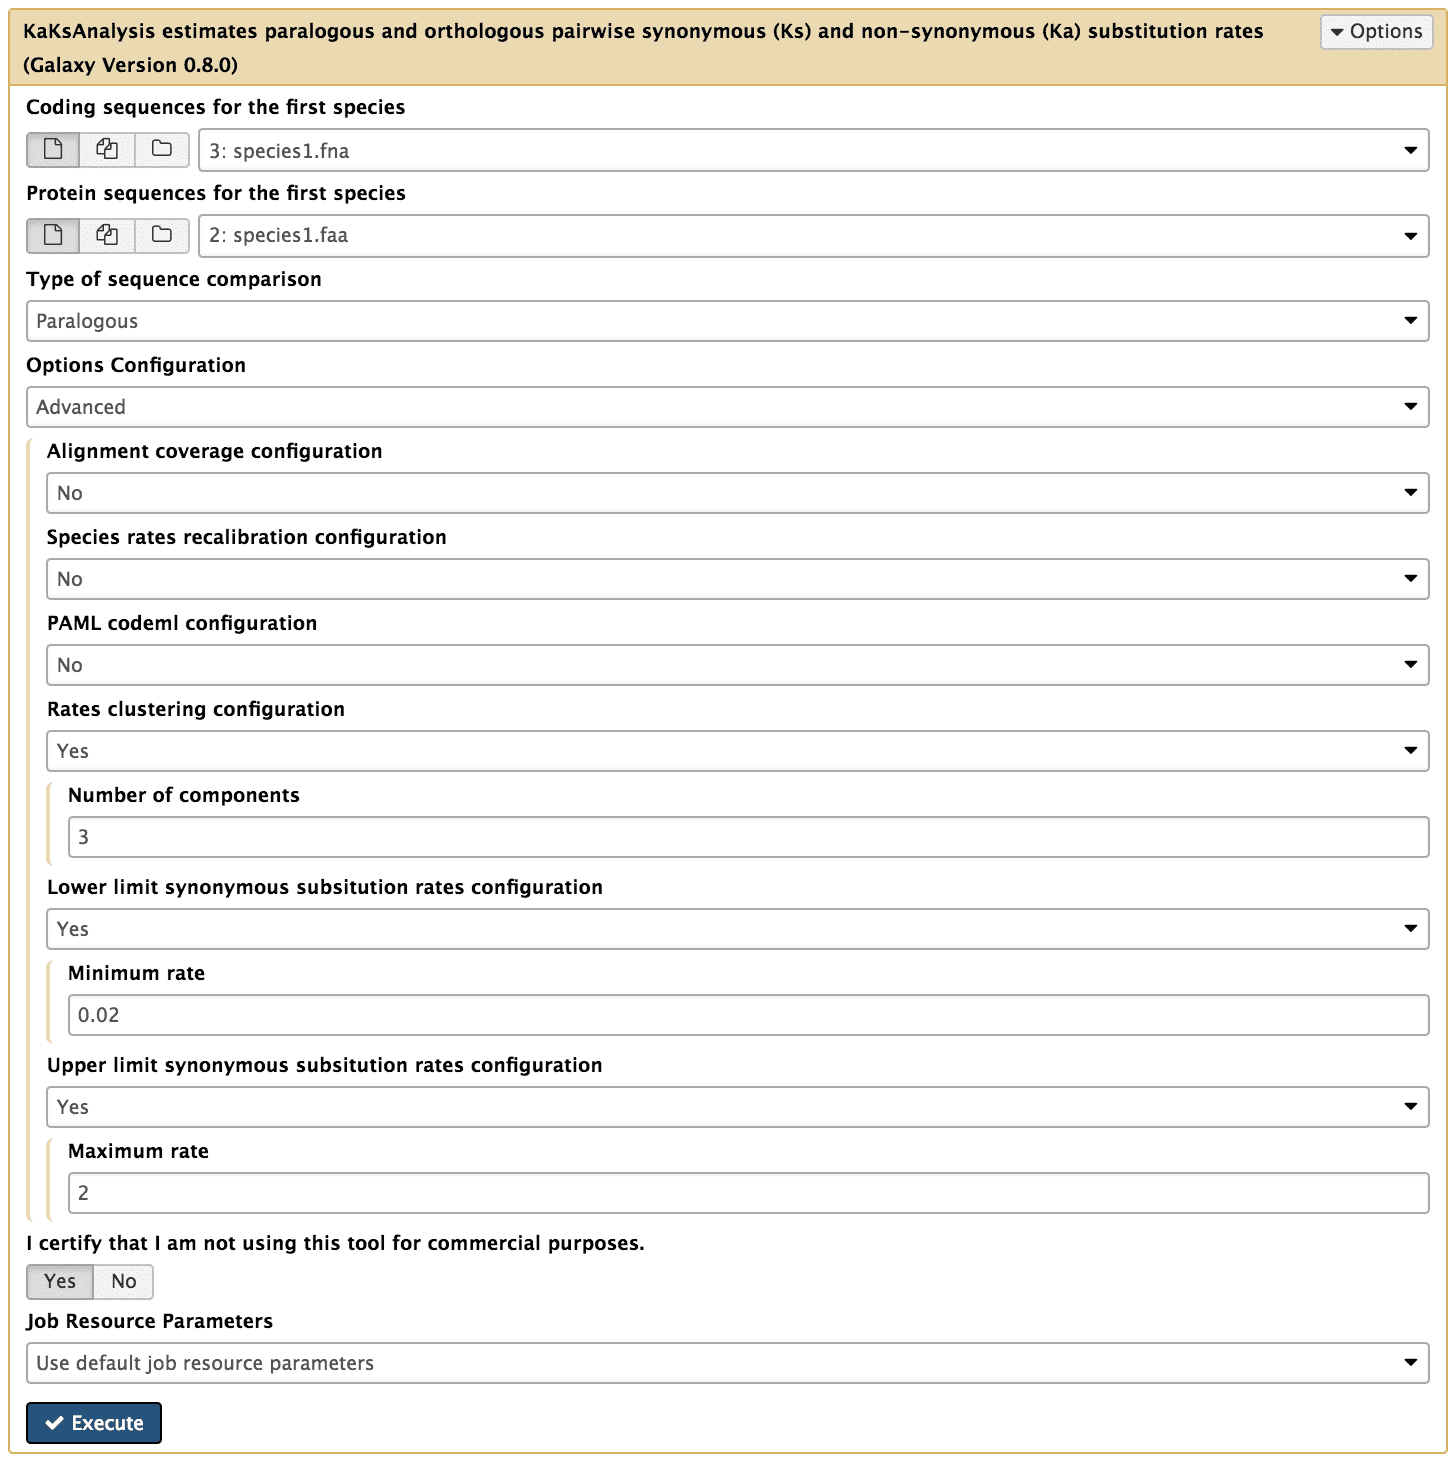 KaKsAnalysis estimates paralogous and orthologous pairwise synonymous (Ks) and non-synonymous (Ka) substitution rates
(Galaxy Version 0.8.0)
Options
Coding sequences for the first species
3: species1.fna
Protein sequences for the first species
2: species1.faa
Type of sequence comparison
Paralogous
Options Configuration
Advanced
Alignment coverage configuration
No
Species rates recalibration configuration
No
PAML codeml configuration
No
Rates clustering configuration
Yes
Number of components
3
Lower limit synonymous subsitution rates configuration
Yes
Minimum rate
0.02
Upper limit synonymous subsitution rates configuration
Yes
Maximum rate
2
I certify that I am not using this tool for commercial purposes.
Yes No
Job Resource Parameters
Use default job resource parameters
Execute